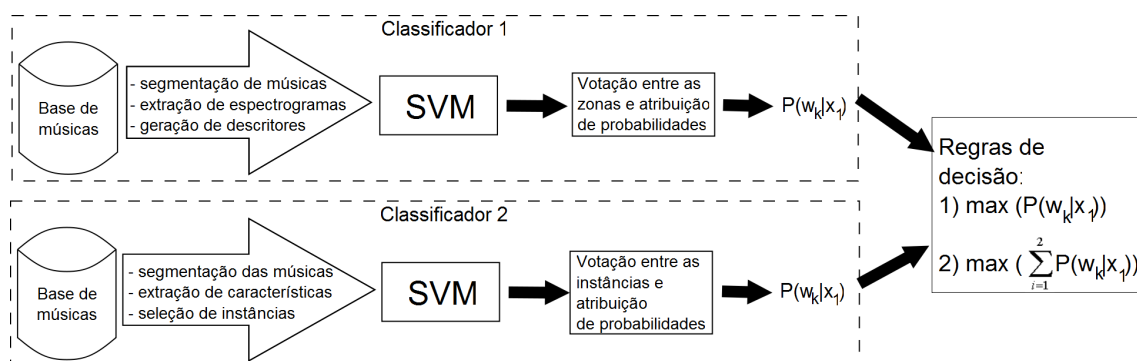 Classificador 1
Base de
músicas
- segmentação de músicas
- extração de espectrogramas
- geração de descritores
SVM
Votação entre as
zonas e atribuição
de probabilidades
P(wₖ|x₁)
Classificador 2
Base de
músicas
- segmentação das músicas
- extração de características
- seleção de instâncias
SVM
Votação entre as
instâncias e
atribuição
de probabilidades
P(wₖ|x₁)
Regras de
decisão:
1) max (P(wₖ|x₁))
2) max ( ∑²ᵢ₌₁ P(wₖ|x₁))